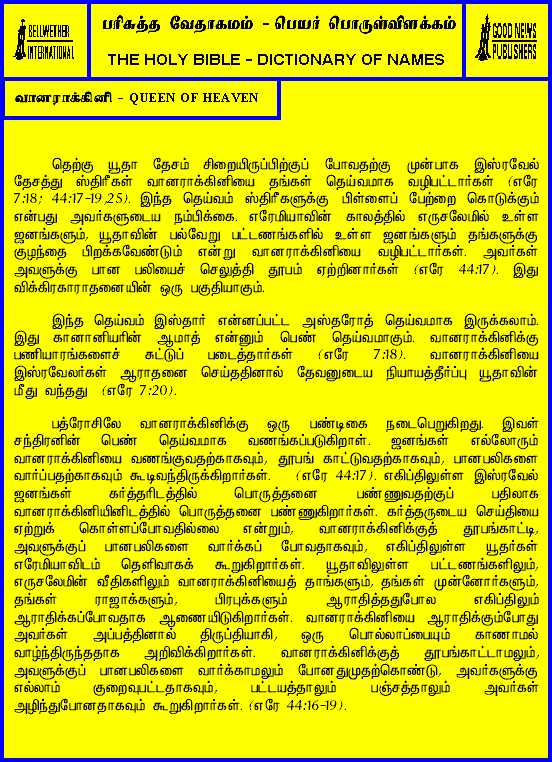 BELLWETHER
INTERNATIONAL
பரிசுத்த வேதாகமம் - பெயர் பொருள்விளக்கம்
THE HOLY BIBLE - DICTIONARY OF NAMES
GOOD NEWS
PUBLISHERS
வானராக்கினி - QUEEN OF HEAVEN
தெற்கு யூதா தேசம் சிறையிருப்பிற்குப் போவதற்கு முன்பாக இஸ்ரவேல்
தேசத்து ஸ்திரீகள் வானராக்கினியை தங்கள் தெய்வமாக வழிபட்டார்கள் (எரே
7:18; 44:17-19,25). இந்த தெய்வம் ஸ்திரீகளுக்கு பிள்ளைப் பேற்றை கொடுக்கும்
என்பது அவர்களுடைய நம்பிக்கை. எரேமியாவின் காலத்தில் எருசலேமில் உள்ள
ஜனங்களும், யூதாவின் பல்வேறு பட்டணங்களில் உள்ள ஜனங்களும் தங்களுக்கு
குழந்தை பிறக்கவேண்டும் என்று வானராக்கினியை வழிபட்டார்கள். அவர்கள்
அவளுக்கு பான பலியைச் செலுத்தி தூபம் ஏற்றினார்கள் (எரே 44:17). இது
விக்கிரகாராதனையின் ஒரு பகுதியாகும்.
இந்த தெய்வம் இஸ்தார் என்னப்பட்ட அஸ்தரோத் தெய்வமாக இருக்கலாம்.
இது கானானியரின் ஆமாத் என்னும் பெண் தெய்வமாகும். வானராக்கினிக்கு
பணியாரங்களைச் சுட்டுப் படைத்தார்கள் (எரே 7:18). வானராக்கினியை
இஸ்ரவேலர்கள் ஆராதனை செய்ததினால் தேவனுடைய நியாயத்தீர்ப்பு யூதாவின்
மீது வந்தது (எரே 7:20).
பத்ரோசிலே வானராக்கினிக்கு ஒரு பண்டிகை நடைபெறுகிறது. இவள்
சந்திரனின் பெண் தெய்வமாக வணங்கப்படுகிறாள். ஜனங்கள் எல்லோரும்
வானராக்கினியை வணங்குவதற்காகவும், தூபங் காட்டுவதற்காகவும், பானபலிகளை
வார்ப்பதற்காகவும் கூடிவந்திருக்கிறார்கள். (எரே 44:17). எகிப்திலுள்ள இஸ்ரவேல்
ஜனங்கள் கர்த்தரிடத்தில் பொருத்தனை பண்ணுவதற்குப் பதிலாக
வானராக்கினியினிடத்தில் பொருத்தனை பண்ணுகிறார்கள். கர்த்தருடைய செய்தியை
ஏற்றுக் கொள்ளப்போவதில்லை என்றும், வானராக்கினிக்குத் தூபங்காட்டி,
அவளுக்குப் பானபலிகளை வார்க்கப் போவதாகவும், எகிப்திலுள்ள யூதர்கள்
எரேமியாவிடம் தெளிவாகக் கூறுகிறார்கள். யூதாவிலுள்ள பட்டணங்களிலும்,
எருசலேமின் வீதிகளிலும் வானராக்கினியைத் தாங்களும், தங்கள் முன்னோர்களும்,
தங்கள் ராஜாக்களும், பிரபுக்களும் ஆராதித்ததுபோல எகிப்திலும்
ஆராதிக்கப்போவதாக ஆணையிடுகிறார்கள். வானராக்கினியை ஆராதிக்கும்போது
அவர்கள் அப்பத்தினால் திருப்தியாகி, ஒரு பொல்லாப்பையும் காணாமல்
வாழ்ந்திருந்ததாக அறிவிக்கிறார்கள். வானராக்கினிக்குத் தூபங்காட்டாமலும்,
அவளுக்குப் பானபலிகளை வார்க்காமலும் போனதுமுதற்கொண்டு, அவர்களுக்கு
எல்லாம் குறைவுபட்டதாகவும், பட்டயத்தாலும் பஞ்சத்தாலும் அவர்கள்
அழிந்துபோனதாகவும் கூறுகிறார்கள். (எரே 44:16-19).